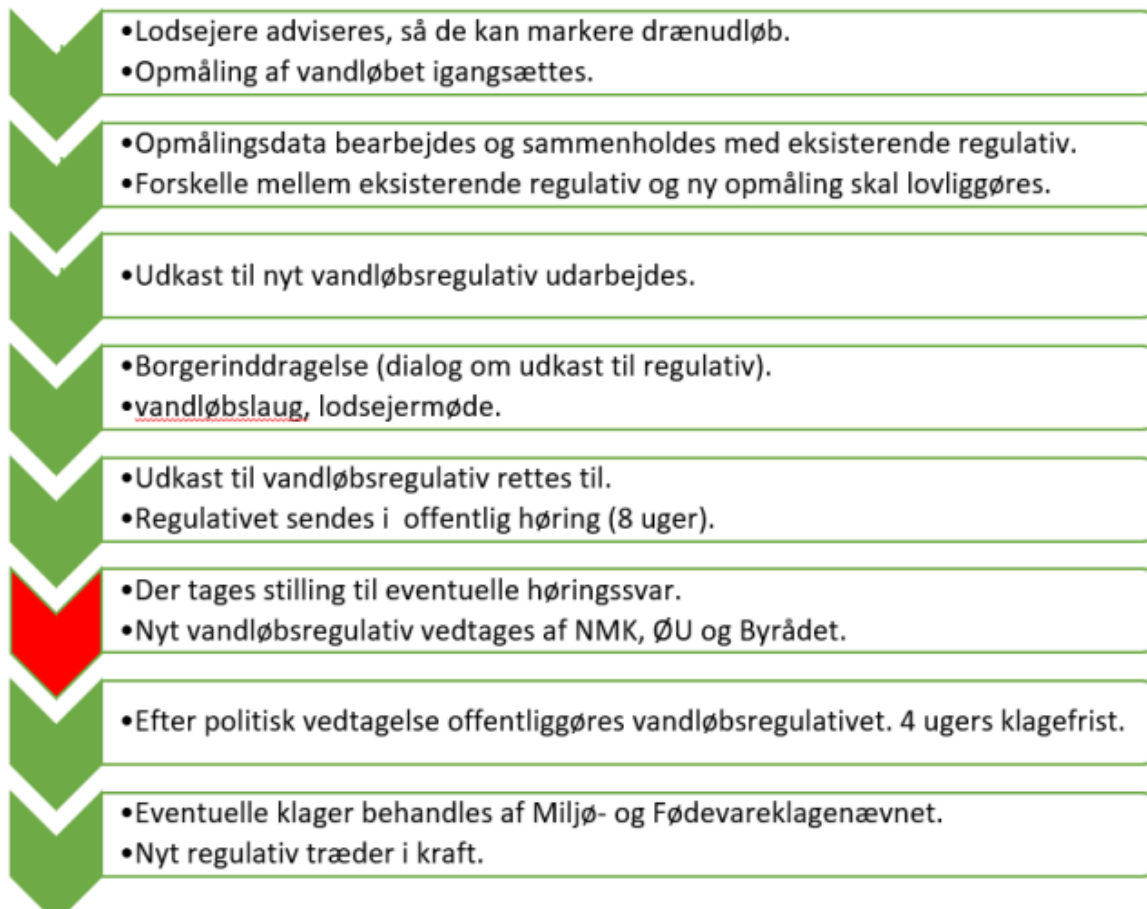 •Lodsejere adviseres, så de kan markere drænudløb.
•Opmåling af vandløbet igangsættes.
•Opmålingsdata bearbejdes og sammenholdes med eksisterende regulativ.
•Forskelle mellem eksisterende regulativ og ny opmåling skal lovliggøres.
•Udkast til nyt vandløbsregulativ udarbejdes.
•Borgerinddragelse (dialog om udkast til regulativ).
•vandløbslaug, lodsejermøde.
•Udkast til vandløbsregulativ rettes til.
•Regulativet sendes i  offentlig høring (8 uger).
•Der tages stilling til eventuelle høringssvar.
•Nyt vandløbsregulativ vedtages af NMK, ØU og Byrådet.
•Efter politisk vedtagelse offentliggøres vandløbsregulativet. 4 ugers klagefrist.
•Eventuelle klager behandles af Miljø- og Fødevareklagenævnet.
•Nyt regulativ træder i kraft.